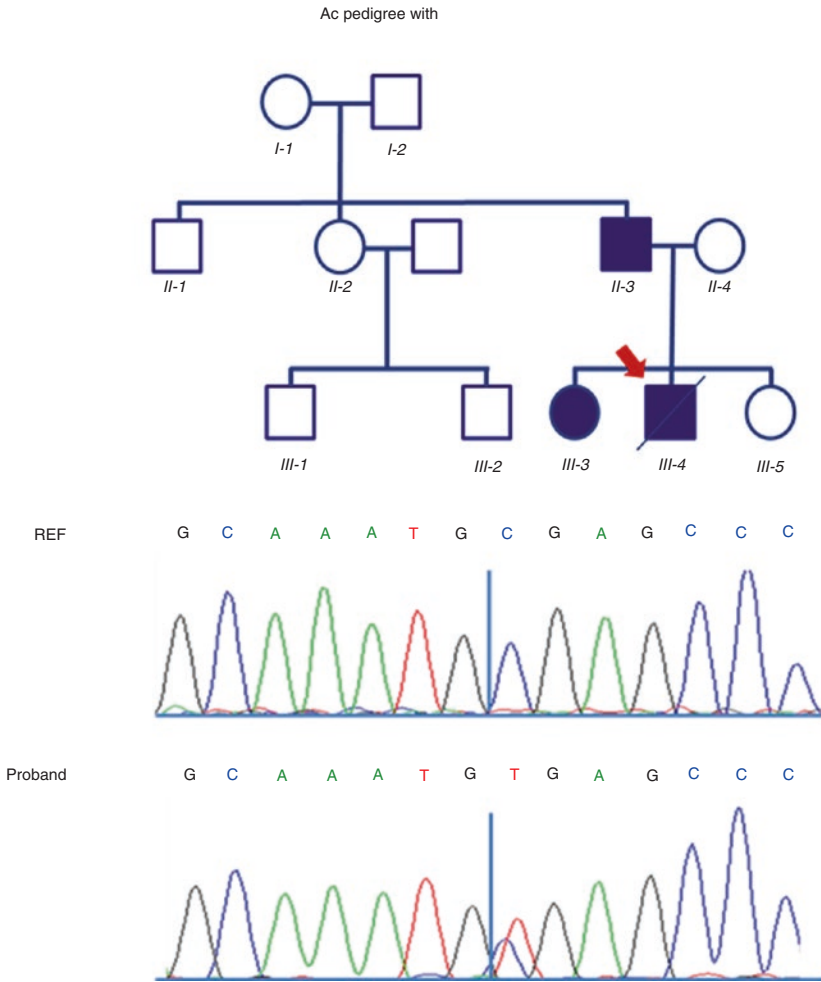 Ac pedigree with
I-1 I-2
II-1 II-2 II-3 II-4
III-1 III-2 III-3 III-4 III-5
REF G C A A A T G C G A G C C C
Proband G C A A A T G T G A G C C C